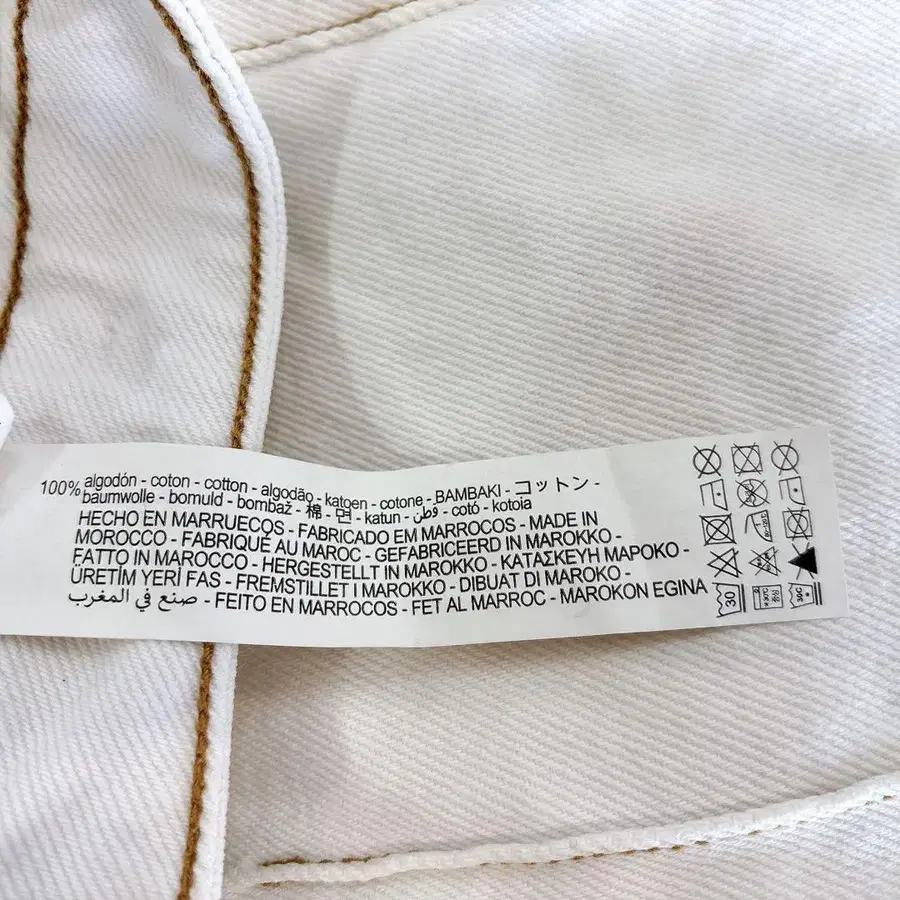 100% algodón - coton - cotton - algodão - katoen - cotone - BAMBAKI - コットン -
baumwolle - bomuld - bombaž - 棉 - 면 - katun - قطن - cotó - kotoia
HECHO EN MARRUECOS - FABRICADO EM MARROCOS - MADE IN
MOROCCO - FABRIQUÉ AU MAROC - GEFABRICEERD IN MAROKKO -
FATTO IN MAROCCO - HERGESTELLT IN MAROKKO - ΚΑΤΑΣΚΕΥΗ ΜΑΡΟΚΟ -
ÜRETİM YERİ FAS - FREMSTILLET I MAROKKO - DIBUAT DI MAROKO -
صنع في المغرب - FEITO EN MARROCOS - FET AL MARROC - MAROKON EGINA
30